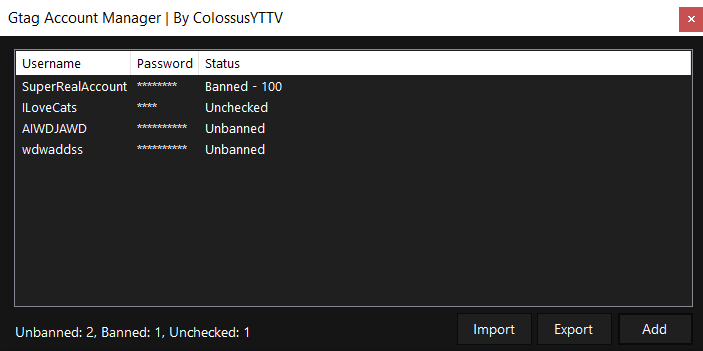 Gtag Account Manager | By ColossusYTTV
×
Username Password Status
SuperRealAccount ******** Banned - 100
ILoveCats **** Unchecked
AIWDJAWD ********** Unbanned
wdwaddss ********** Unbanned
Unbanned: 2, Banned: 1, Unchecked: 1
Import Export Add